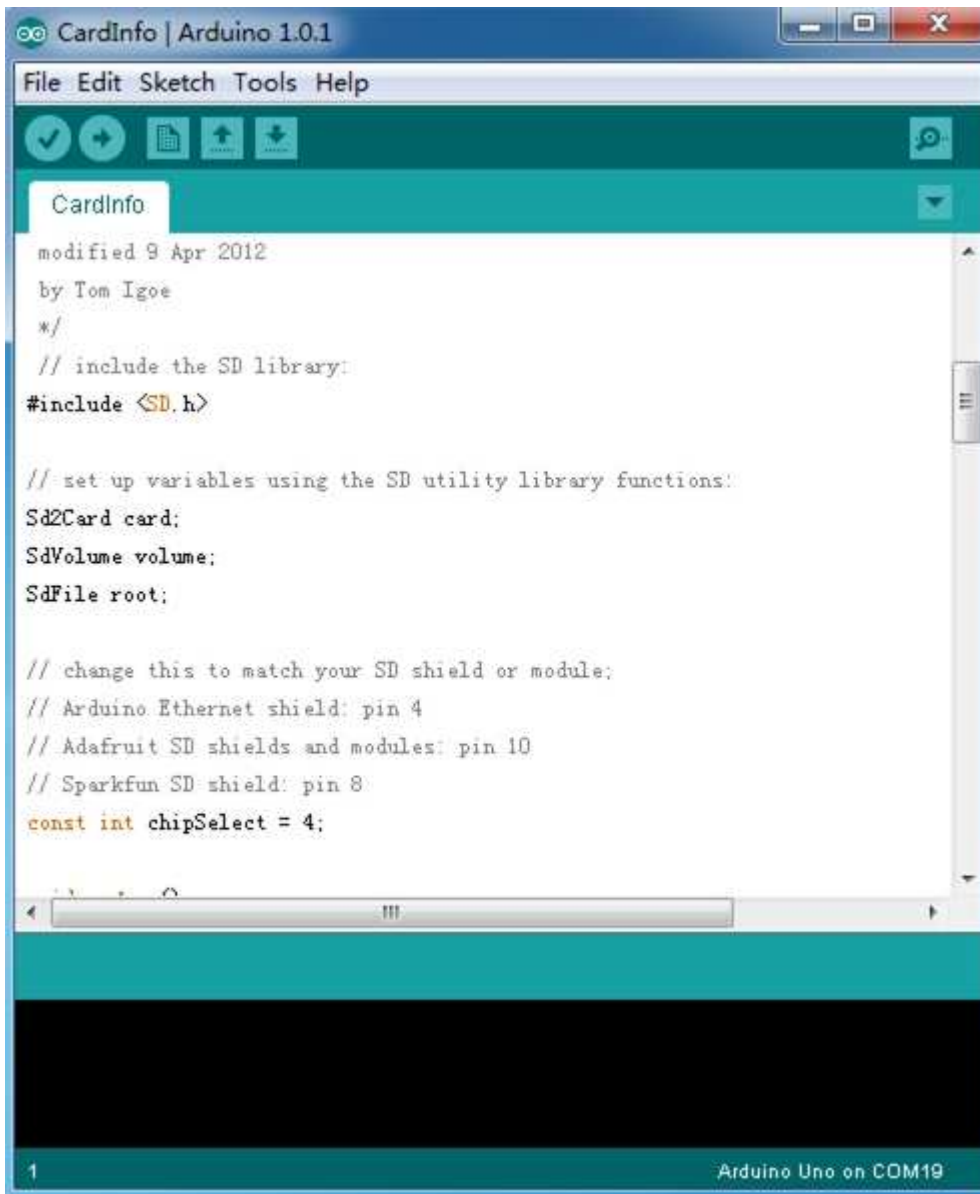 CardInfo | Arduino 1.0.1
File Edit Sketch Tools Help
CardInfo
modified 9 Apr 2012
by Tom Igoe
*/
// include the SD library:
#include <SD.h>
// set up variables using the SD utility library functions:
Sd2Card card;
SdVolume volume;
SdFile root;
// change this to match your SD shield or module;
// Arduino Ethernet shield: pin 4
// Adafruit SD shields and modules: pin 10
// Sparkfun SD shield: pin 8
const int chipSelect = 4;
1
Arduino Uno on COM19